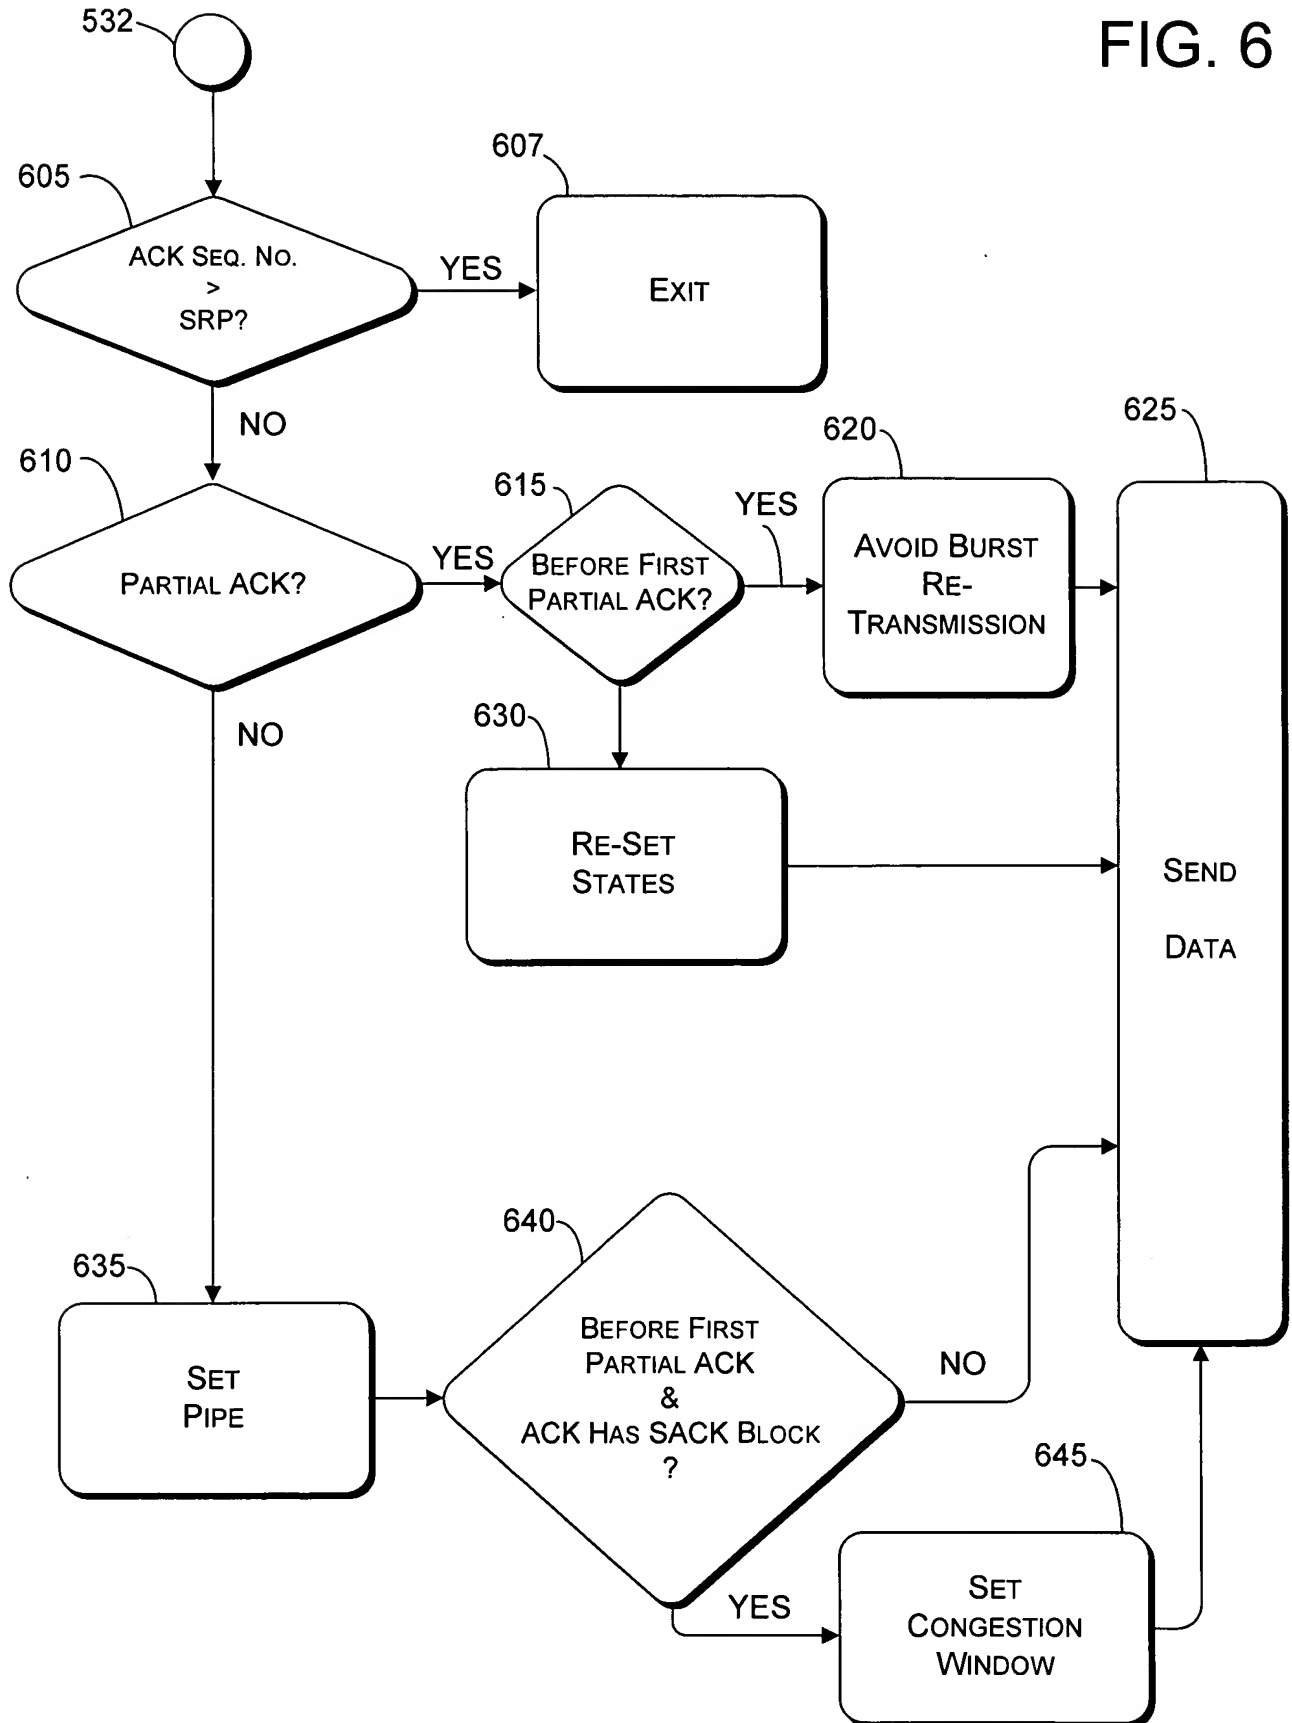 FIG. 6
532
605
ACK SEQ. NO.
>
SRP?
YES
607
EXIT
NO
610
PARTIAL ACK?
YES
615
BEFORE FIRST
PARTIAL ACK?
YES
620
AVOID BURST
RE-
TRANSMISSION
625
SEND
DATA
NO
630
RE-SET
STATES
635
SET
PIPE
640
BEFORE FIRST
PARTIAL ACK
&
ACK HAS SACK BLOCK
?
NO
YES
645
SET
CONGESTION
WINDOW